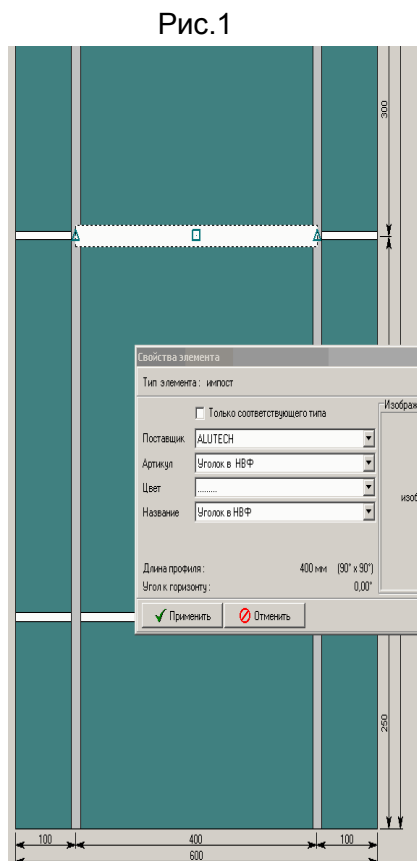 Рис.1
300
Свойства элемента
Тип элемента: импост
Только соответствующего типа
Изображ
Поставщик ALUTECH
Артикул Уголок в НВФ
Цвет .........
изоб
Название Уголок в НВФ
Длина профиля: 400 мм (90° x 90°)
Угол к горизонту: 0,00°
Применить Отменить
250
100 400 100
600